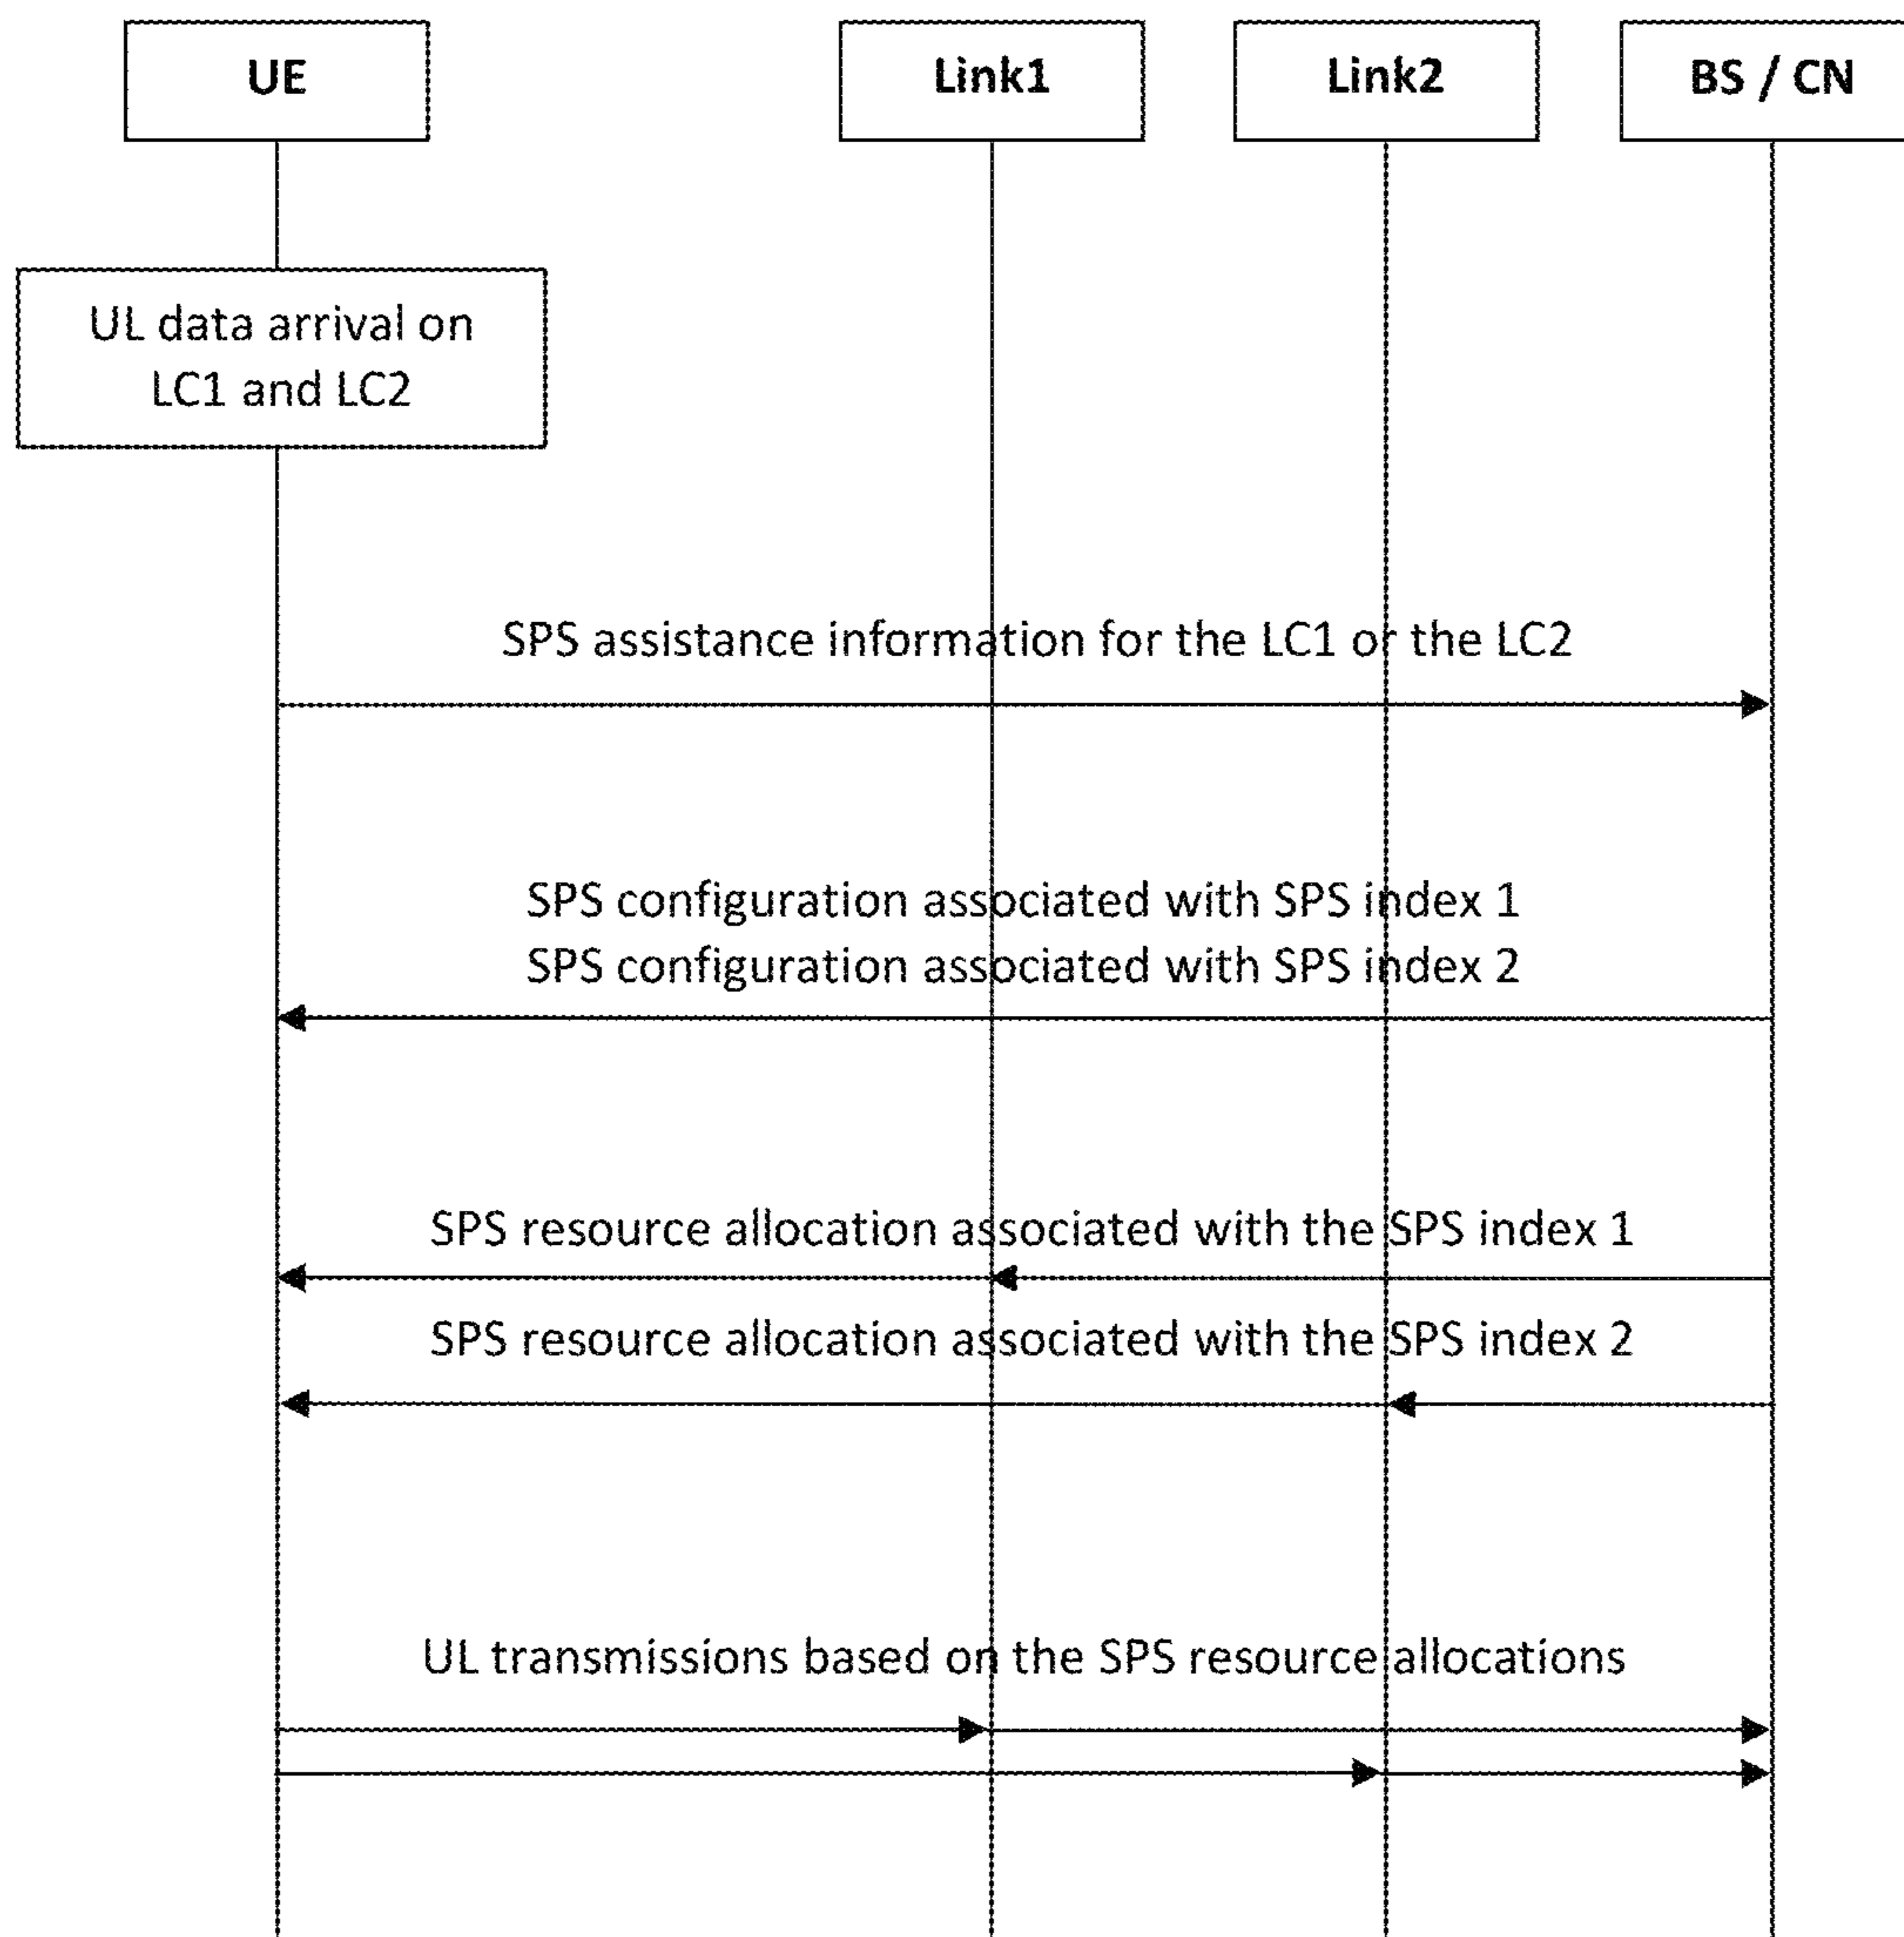 UE
Link1
Link2
BS / CN
UL data arrival on
LC1 and LC2
SPS assistance information for the LC1 or the LC2
SPS configuration associated with SPS index 1
SPS configuration associated with SPS index 2
SPS resource allocation associated with the SPS index 1
SPS resource allocation associated with the SPS index 2
UL transmissions based on the SPS resource allocations